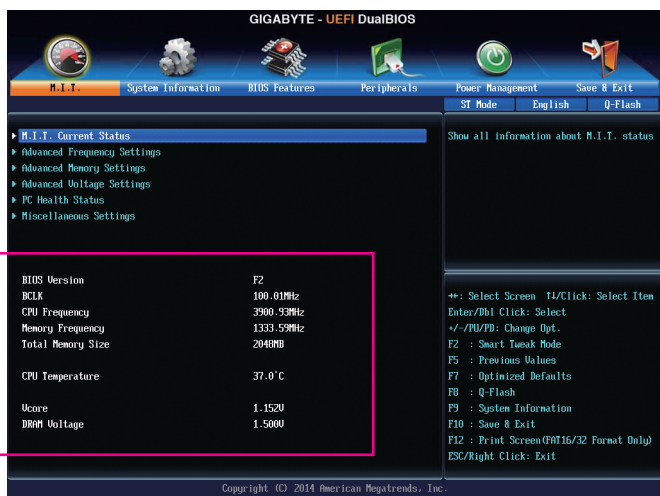 GIGABYTE - UEFI DualBIOS
M.I.T.
System Information
BIOS Features
Peripherals
Power Management
Save & Exit
ST Mode
English
Q-Flash
M.I.T. Current Status
Advanced Frequency Settings
Advanced Memory Settings
Advanced Voltage Settings
PC Health Status
Miscellaneous Settings
Show all information about M.I.T. status
BIOS Version F2
BCLK 100.01MHz
CPU Frequency 3900.93MHz
Memory Frequency 1333.59MHz
Total Memory Size 2048MB
CPU Temperature 37.0°C
Vcore 1.152V
DRAM Voltage 1.500V
→←: Select Screen ↑↓/Click: Select Item
Enter/Dbl Click: Select
+/-/PU/PD: Change Opt.
F2 : Smart Tweak Mode
F5 : Previous Values
F7 : Optimized Defaults
F8 : Q-Flash
F9 : System Information
F10 : Save & Exit
F12 : Print Screen(FAT16/32 Format Only)
ESC/Right Click: Exit
Copyright (C) 2014 American Megatrends, Inc.